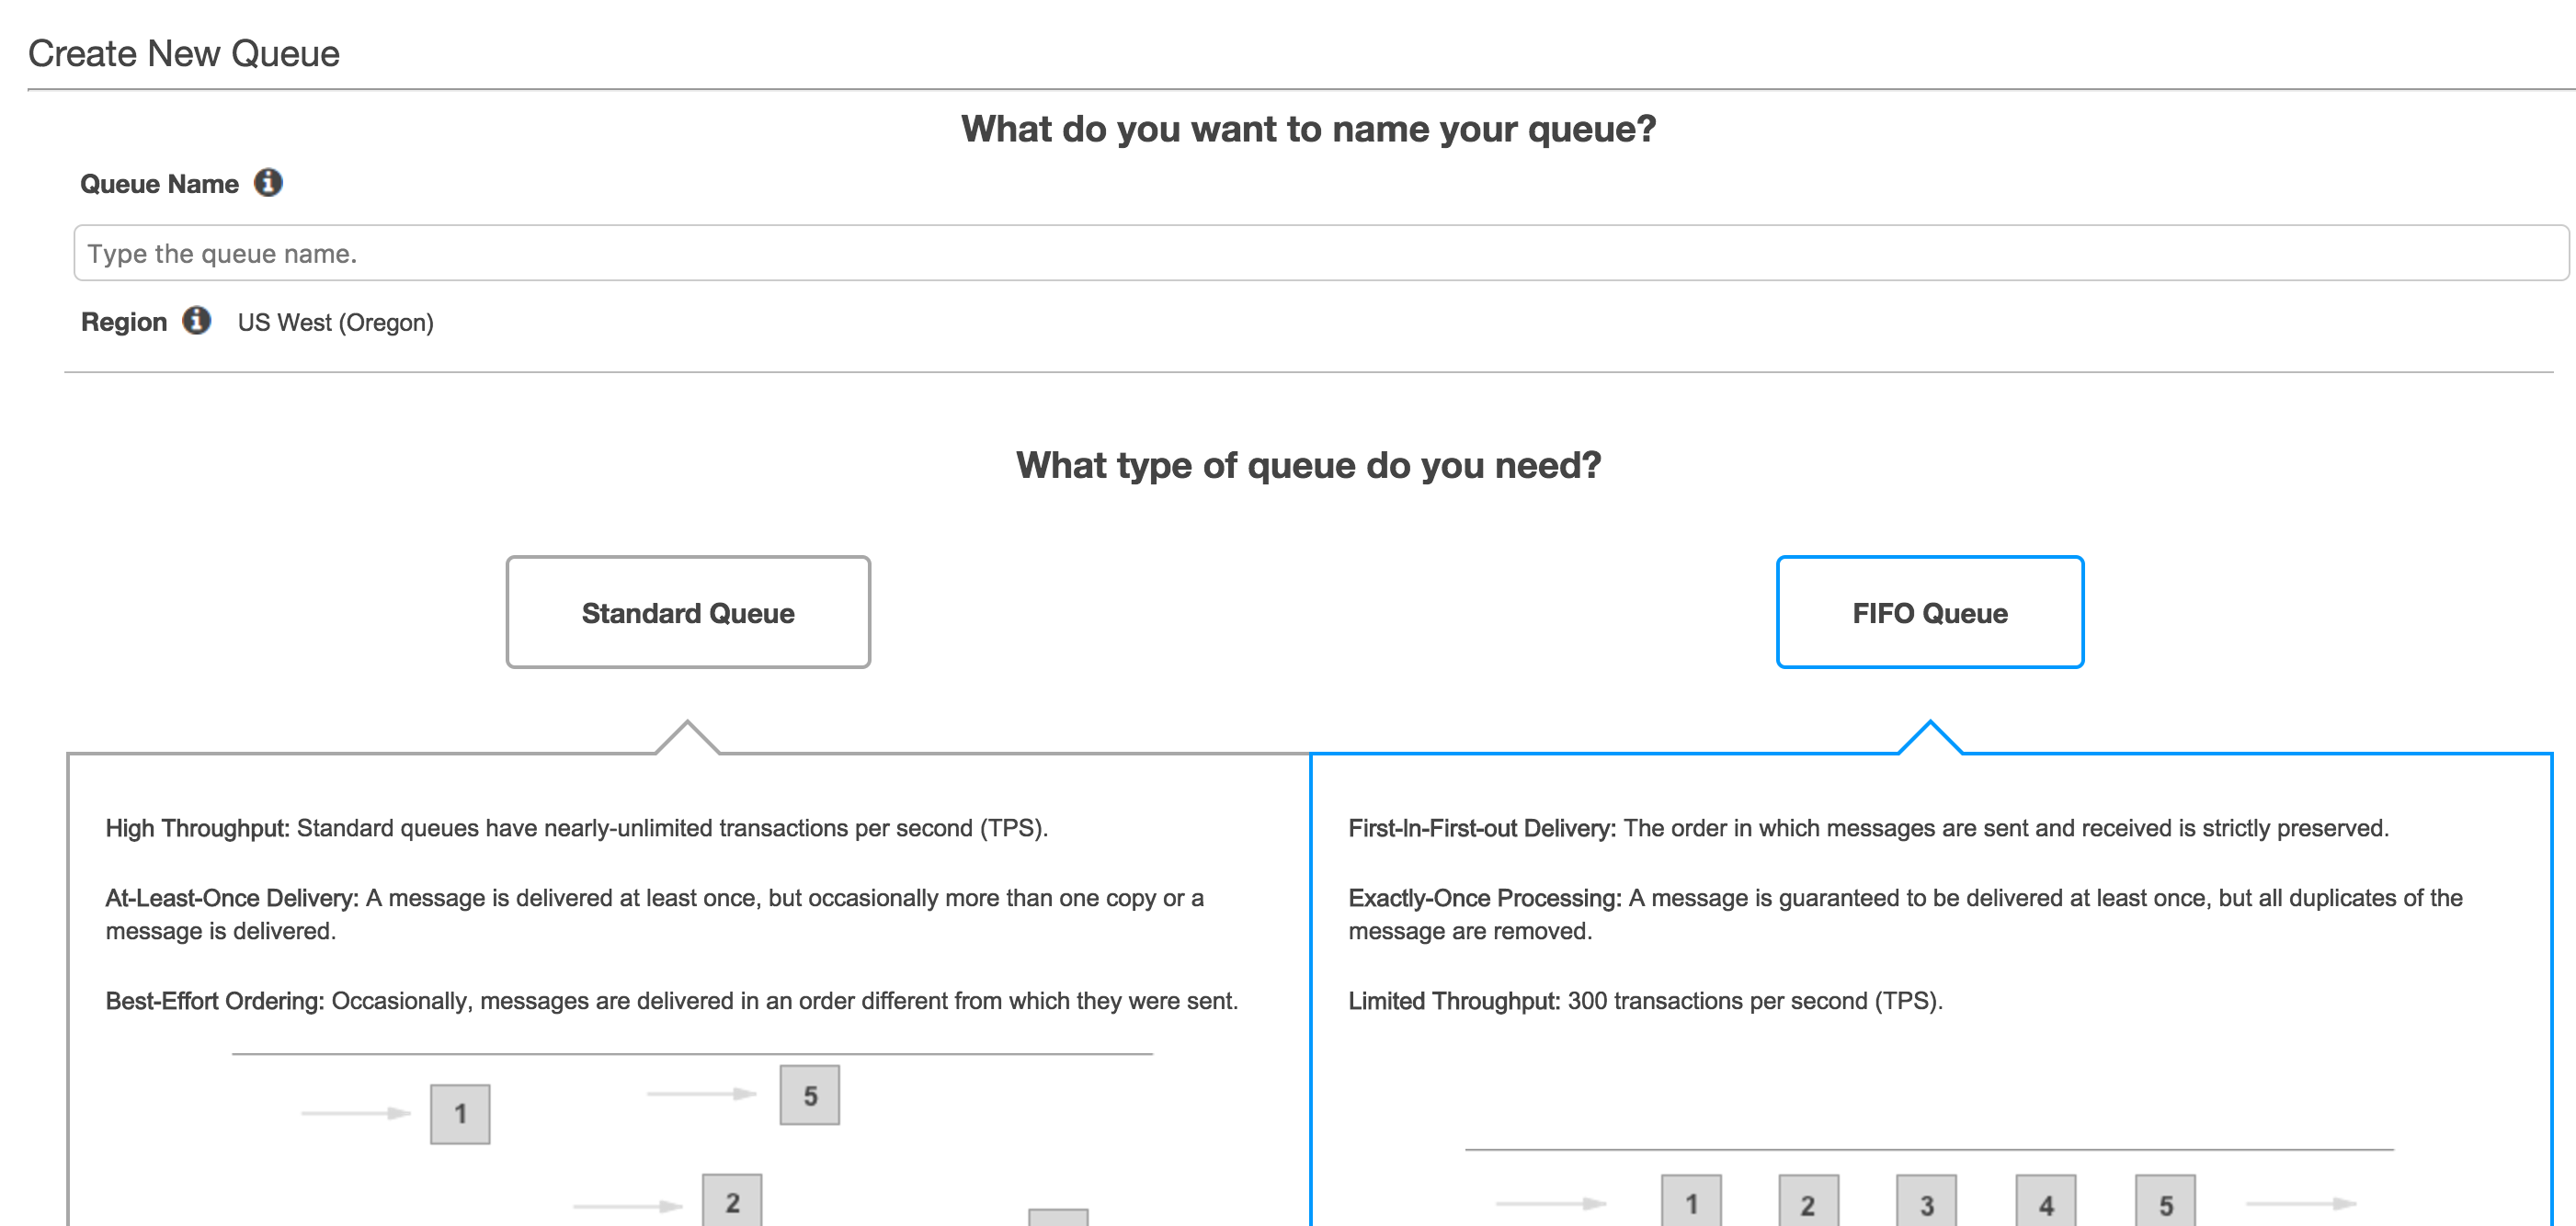 Create New Queue
What do you want to name your queue?
Queue Name
Type the queue name.
Region US West (Oregon)
What type of queue do you need?
Standard Queue
FIFO Queue
High Throughput: Standard queues have nearly-unlimited transactions per second (TPS).
At-Least-Once Delivery: A message is delivered at least once, but occasionally more than one copy or a
message is delivered.
Best-Effort Ordering: Occasionally, messages are delivered in an order different from which they were sent.
1
5
2
First-In-First-out Delivery: The order in which messages are sent and received is strictly preserved.
Exactly-Once Processing: A message is guaranteed to be delivered at least once, but all duplicates of the
message are removed.
Limited Throughput: 300 transactions per second (TPS).
1 2 3 4 5